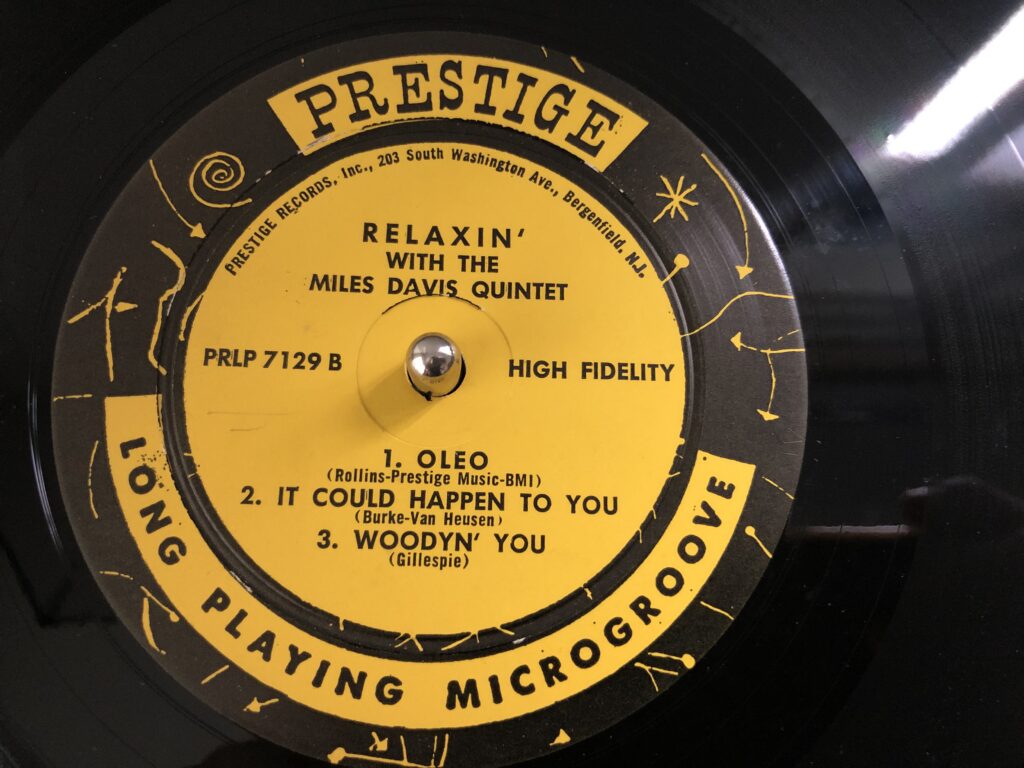 PRESTIGE
PRESTIGE RECORDS, Inc., 203 South Washington Ave., Bergenfield, N.J.
RELAXIN'
WITH THE
MILES DAVIS QUINTET
PRLP 7129 B
HIGH FIDELITY
1. OLEO
(Rollins-Prestige Music-BMI)
2. IT COULD HAPPEN TO YOU
(Burke-Van Heusen)
3. WOODYN' YOU
(Gillespie)
LONG PLAYING MICROGROOVE